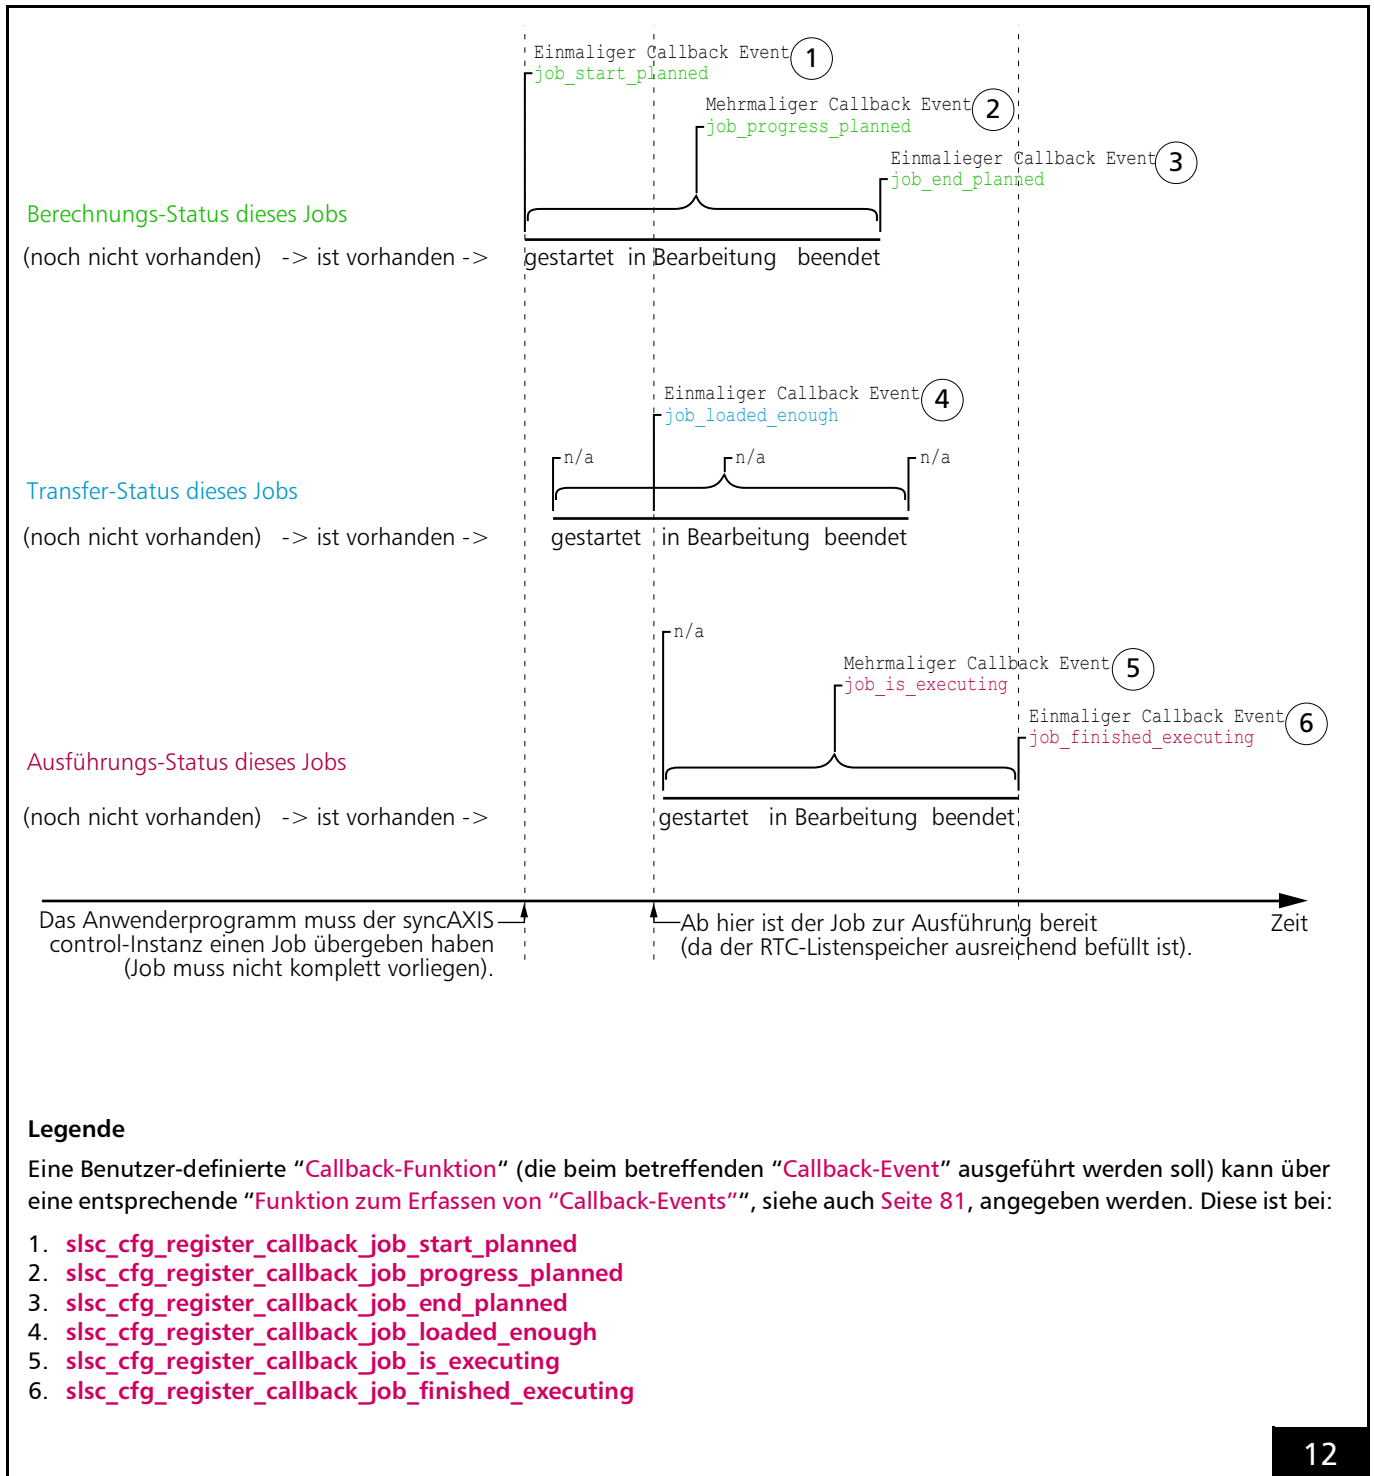 Einmaliger Callback Event 1
job_start_planned
Mehrmaliger Callback Event 2
job_progress_planned
Einmalieger Callback Event 3
job_end_planned
Berechnungs-Status dieses Jobs
(noch nicht vorhanden) -> ist vorhanden -> gestartet in Bearbeitung beendet
Einmaliger Callback Event 4
job_loaded_enough
n/a n/a n/a
Transfer-Status dieses Jobs
(noch nicht vorhanden) -> ist vorhanden -> gestartet in Bearbeitung beendet
n/a
Mehrmaliger Callback Event 5
job_is_executing
Einmaliger Callback Event 6
job_finished_executing
Ausführungs-Status dieses Jobs
(noch nicht vorhanden) -> ist vorhanden -> gestartet in Bearbeitung beendet
Das Anwenderprogramm muss der syncAXIS
control-Instanz einen Job übergeben haben
(Job muss nicht komplett vorliegen).
Ab hier ist der Job zur Ausführung bereit
(da der RTC-Listenspeicher ausreichend befüllt ist).
Zeit
Legende
Eine Benutzer-definierte “Callback-Funktion“ (die beim betreffenden “Callback-Event” ausgeführt werden soll) kann über
eine entsprechende “Funktion zum Erfassen von “Callback-Events”“, siehe auch Seite 81, angegeben werden. Diese ist bei:
1. slsc_cfg_register_callback_job_start_planned
2. slsc_cfg_register_callback_job_progress_planned
3. slsc_cfg_register_callback_job_end_planned
4. slsc_cfg_register_callback_job_loaded_enough
5. slsc_cfg_register_callback_job_is_executing
6. slsc_cfg_register_callback_job_finished_executing
12